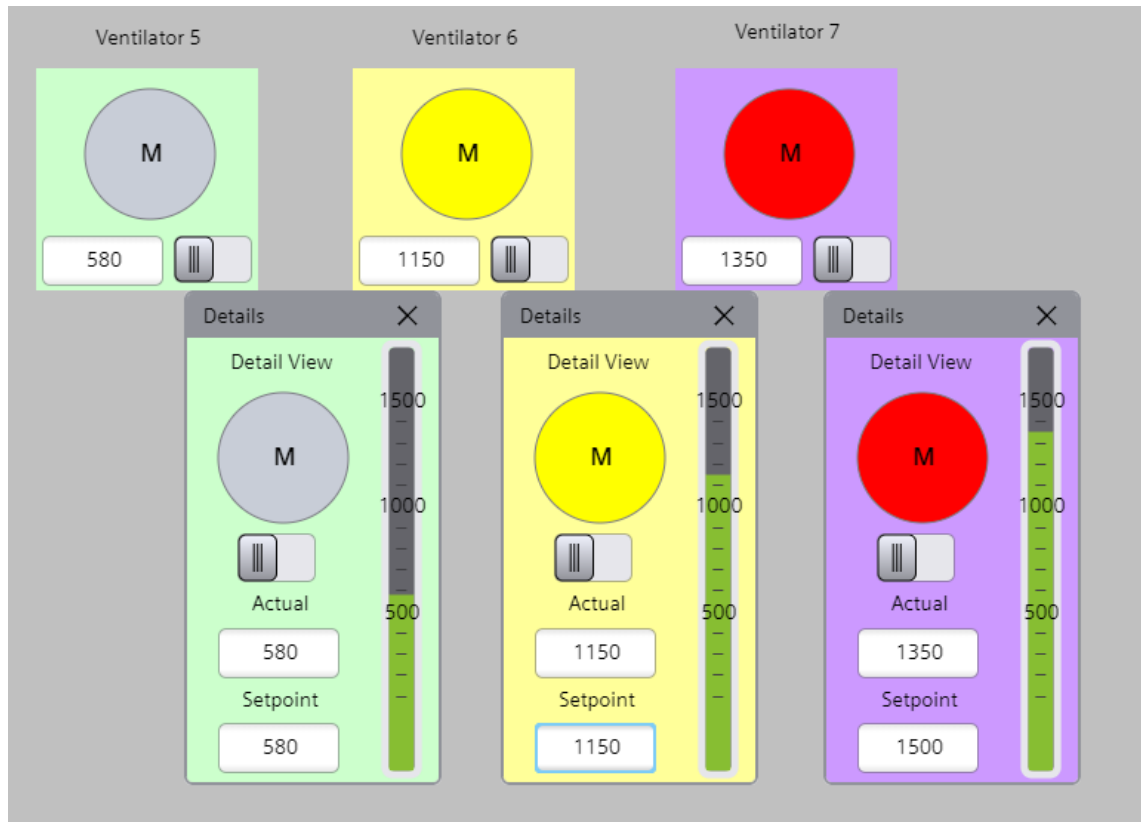 Ventilator 5
Ventilator 6
Ventilator 7
M
M
M
580
1150
1350
Details
Details
Details
Detail View
1500
M
1000
Actual
500
580
Setpoint
580
Detail View
1500
M
1000
Actual
500
1150
Setpoint
1150
Detail View
1500
M
1000
Actual
500
1350
Setpoint
1500